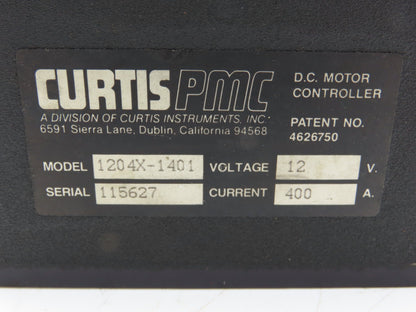 CURTIS PMC
D.C. MOTOR
CONTROLLER
A DIVISION OF CURTIS INSTRUMENTS, INC.
6591 Sierra Lane, Dublin, California 94568
PATENT NO.
4626750
MODEL 1204X-1401 VOLTAGE 12 V.
SERIAL 115627 CURRENT 400 A.